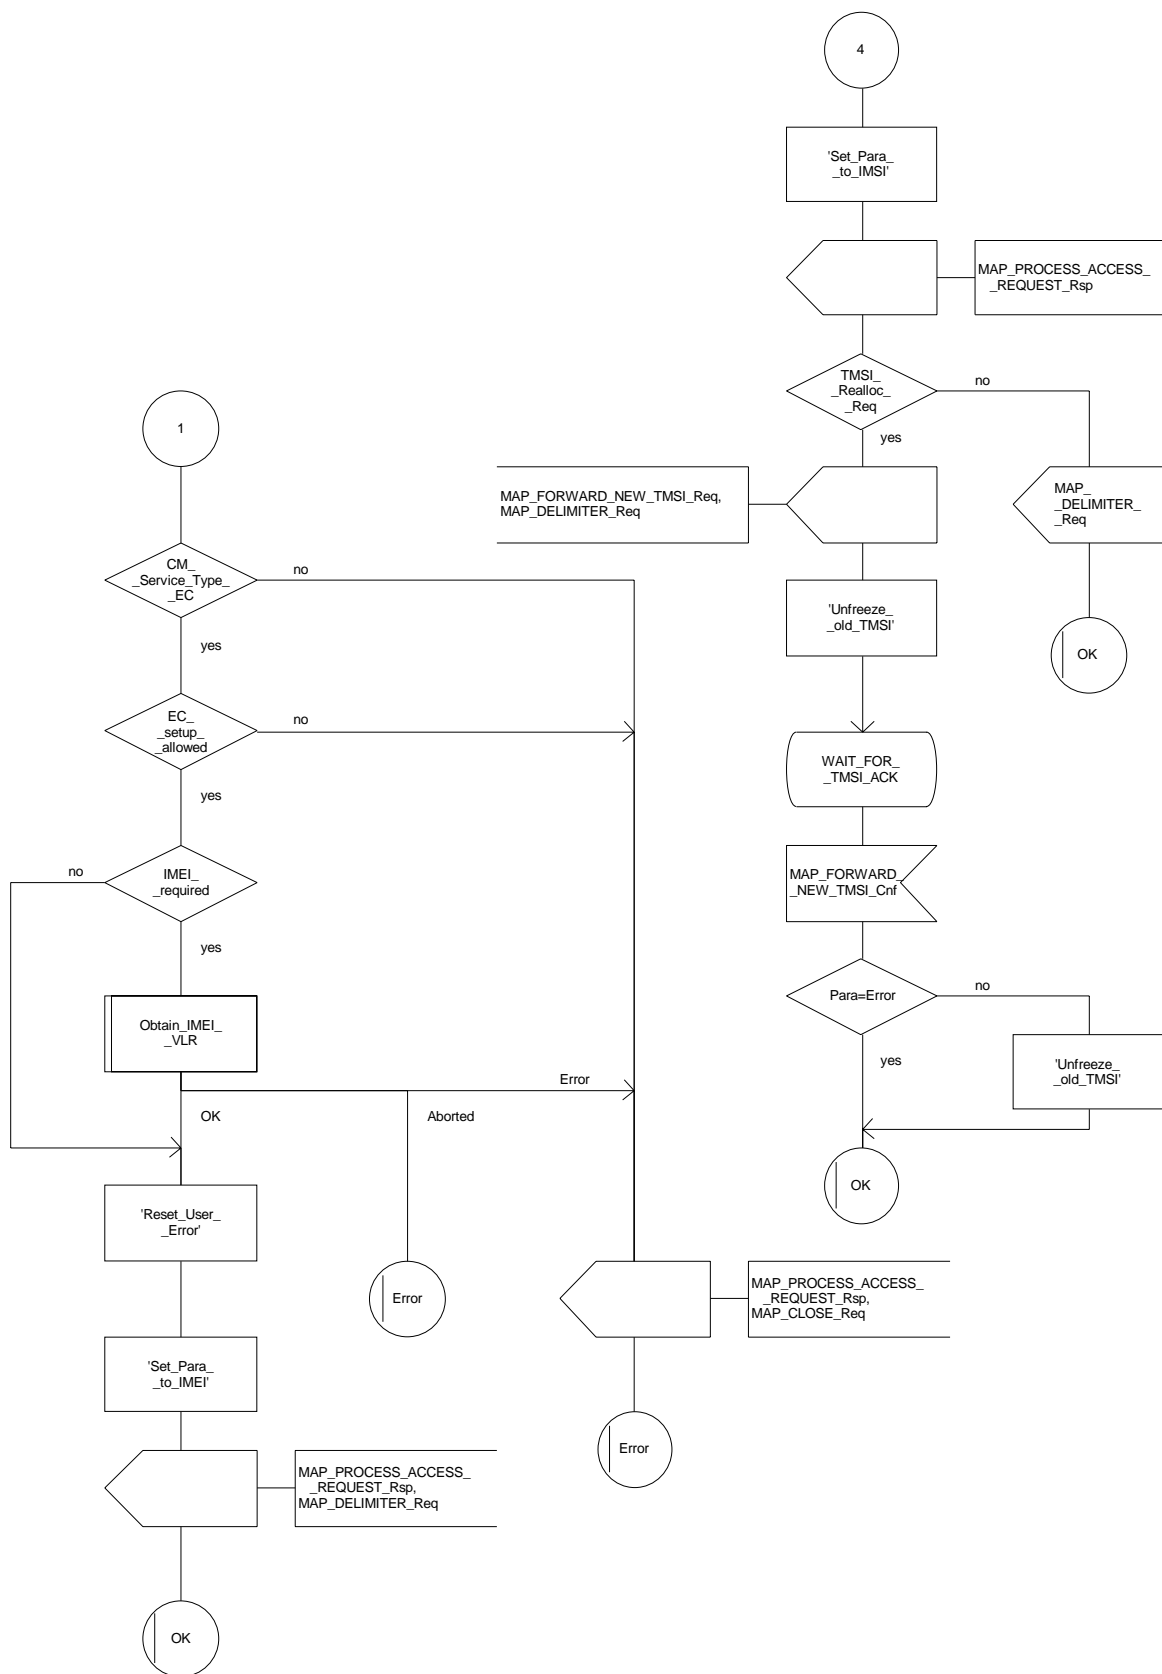 4
'Set_Para_
_to_IMSI'
MAP_PROCESS_ACCESS_
_REQUEST_Rsp
TMSI_
_Realloc_
_Req
no
yes
MAP_FORWARD_NEW_TMSI_Req,
MAP_DELIMITER_Req
MAP_
_DELIMITER_
_Req
'Unfreeze_
_old_TMSI'
OK
WAIT_FOR_
_TMSI_ACK
MAP_FORWARD_
_NEW_TMSI_Cnf
Para=Error
no
yes
'Unfreeze_
_old_TMSI'
OK
1
CM_
_Service_Type_
_EC
no
yes
EC_
_setup_
_allowed
no
yes
IMEI_
_required
no
yes
Obtain_IMEI_
_VLR
Error
OK
Aborted
'Reset_User_
_Error'
Error
MAP_PROCESS_ACCESS_
_REQUEST_Rsp,
MAP_CLOSE_Req
Error
'Set_Para_
_to_IMEI'
MAP_PROCESS_ACCESS_
_REQUEST_Rsp,
MAP_DELIMITER_Req
OK